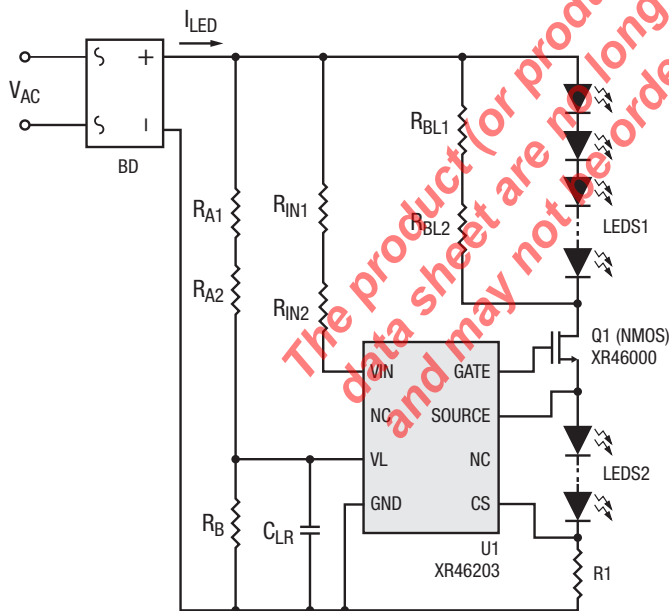 The product (or produ
data sheet are no long
and may not be orde
I_LED
V_AC
+
–
BD
R_A1
R_A2
R_IN1
R_IN2
R_BL1
R_BL2
LEDS1
Q1 (NMOS)
XR46000
VIN
GATE
NC
SOURCE
VL
NC
GND
CS
LEDS2
R_B
C_LR
U1
XR46203
R1